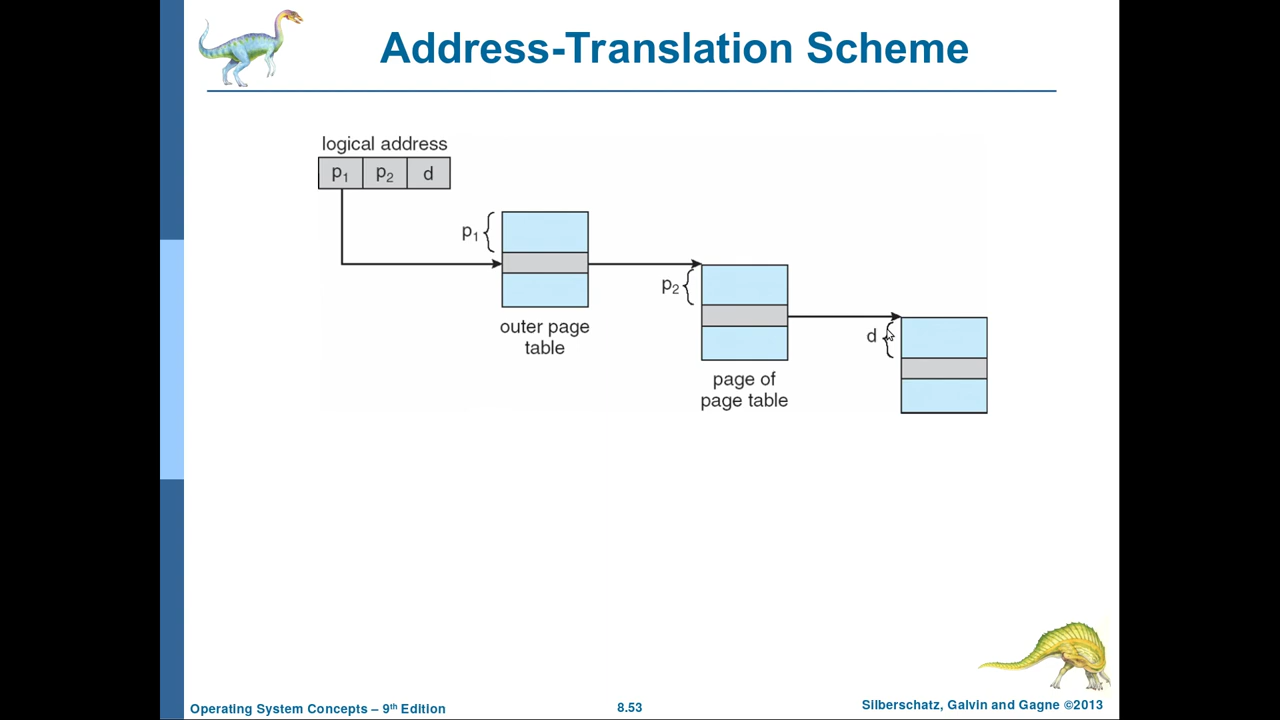 Address-Translation Scheme
logical address
p1 p2 d
p1
outer page
table
p2
page of
page table
d
Operating System Concepts – 9th Edition
8.53
Silberschatz, Galvin and Gagne ©2013